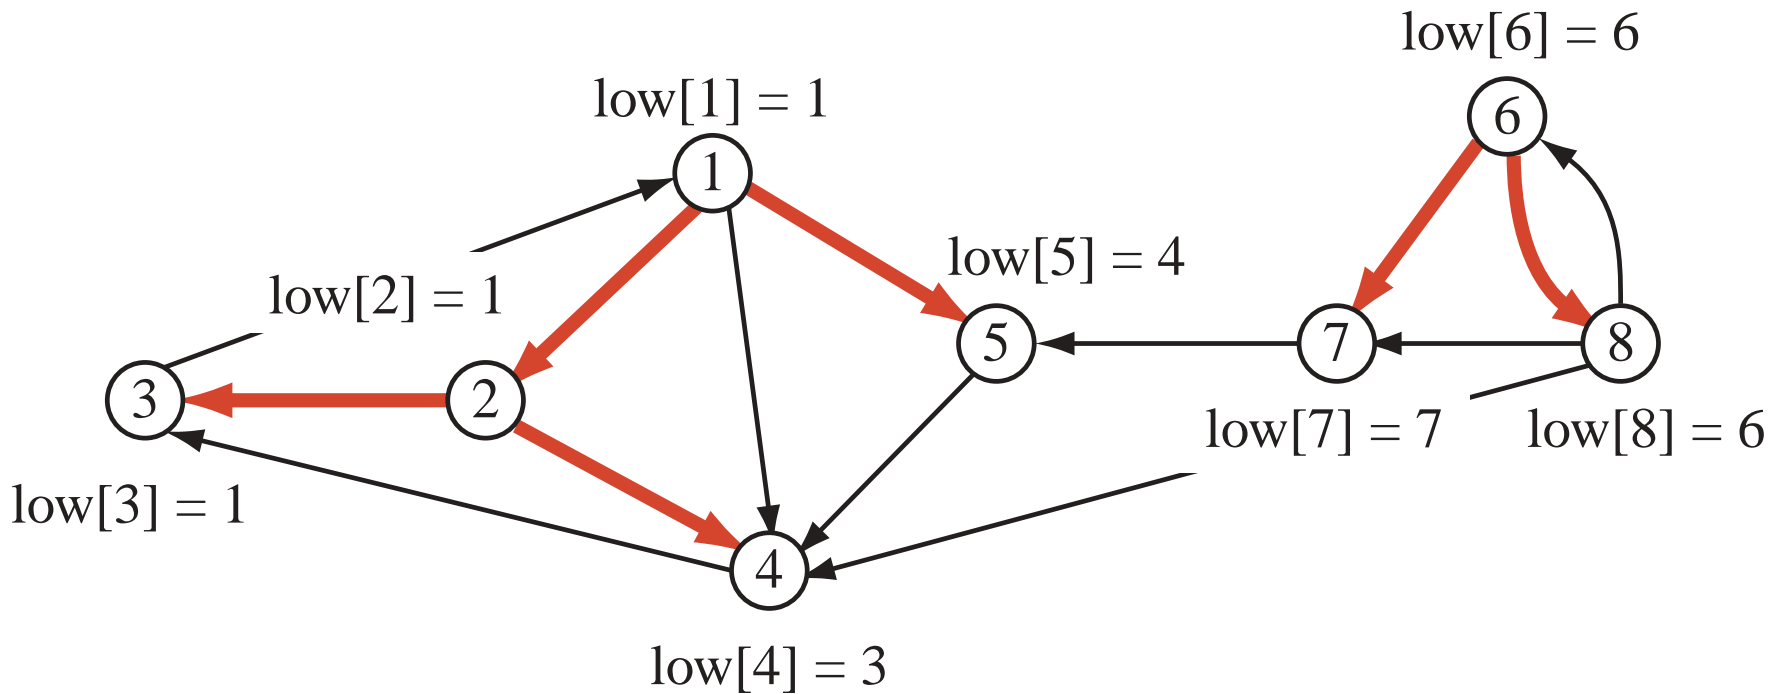 low[6] = 6
6
low[1] = 1
1
low[5] = 4
low[2] = 1
5
7
8
3
2
low[7] = 7
low[8] = 6
low[3] = 1
4
low[4] = 3